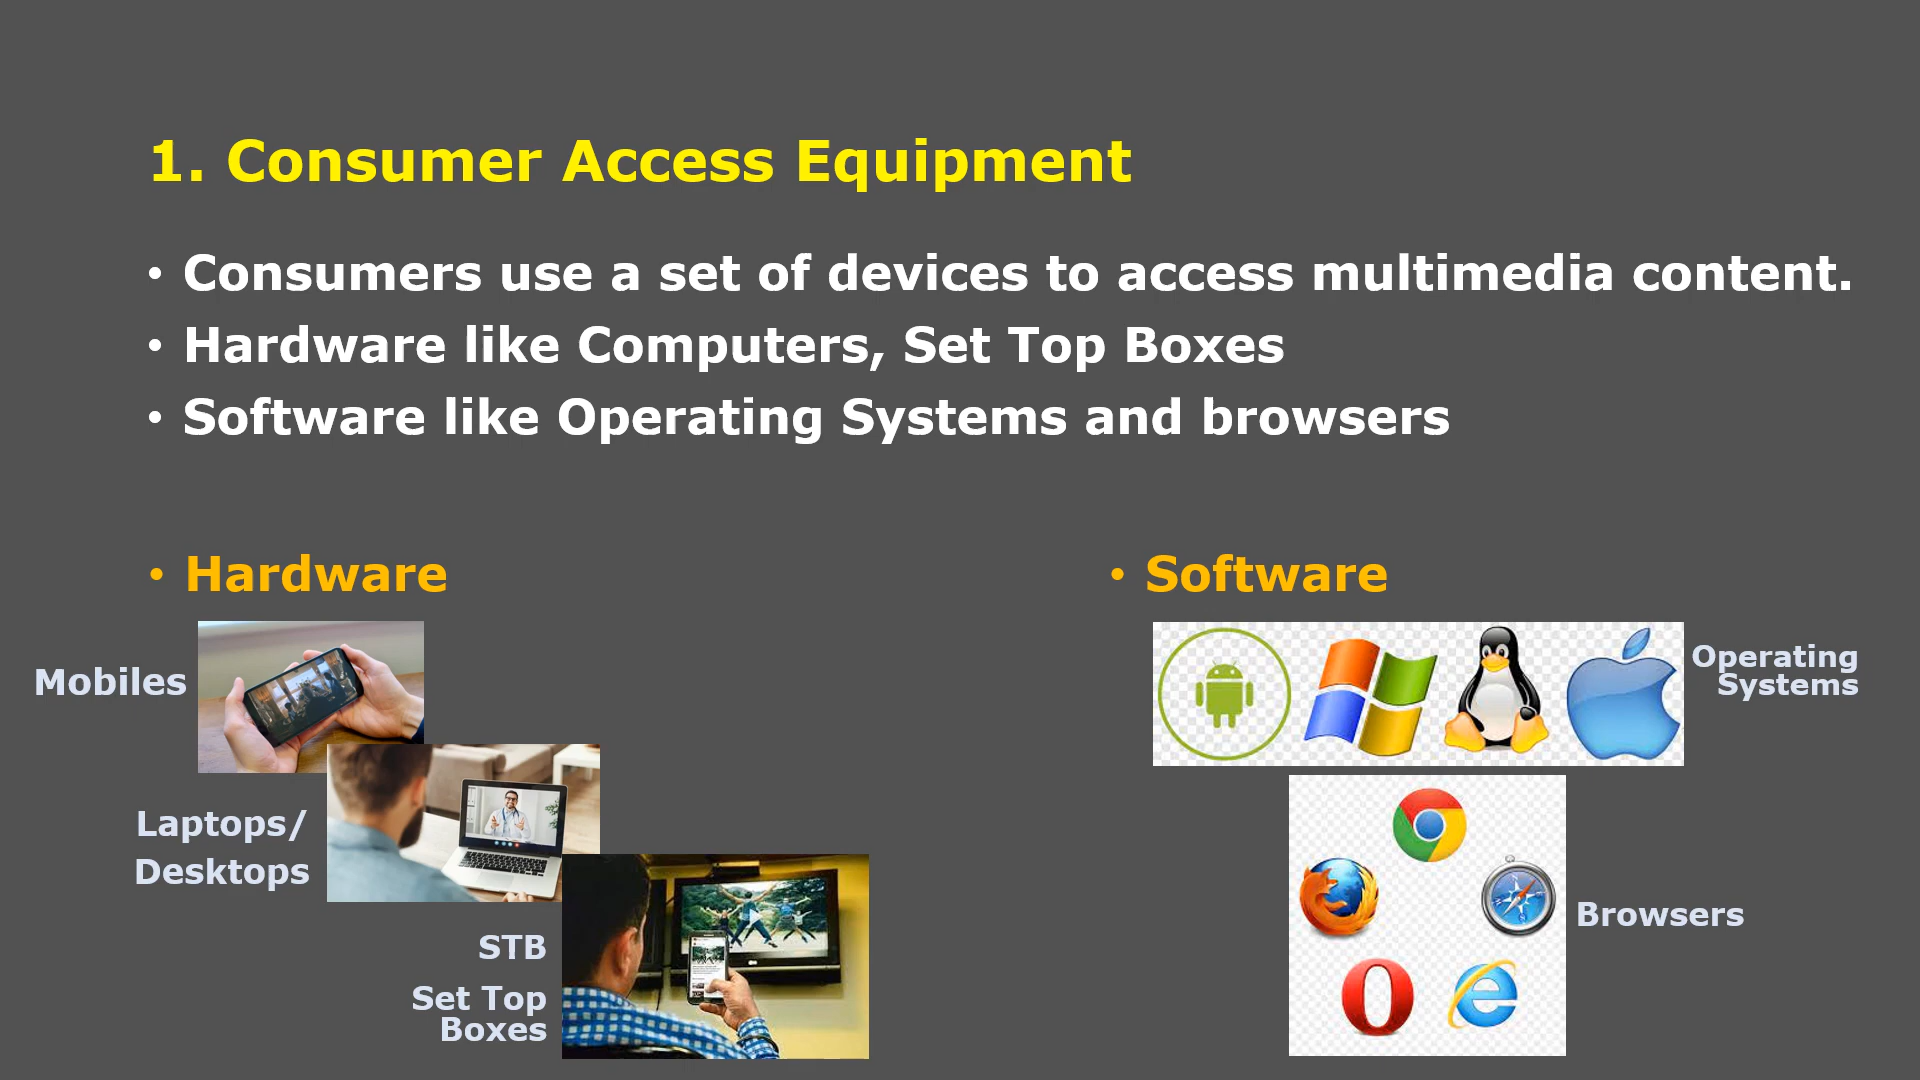 1. Consumer Access Equipment
• Consumers use a set of devices to access multimedia content.
• Hardware like Computers, Set Top Boxes
• Software like Operating Systems and browsers
• Hardware
Mobiles
Laptops/
Desktops
STB
Set Top
Boxes
• Software
Operating
Systems
Browsers